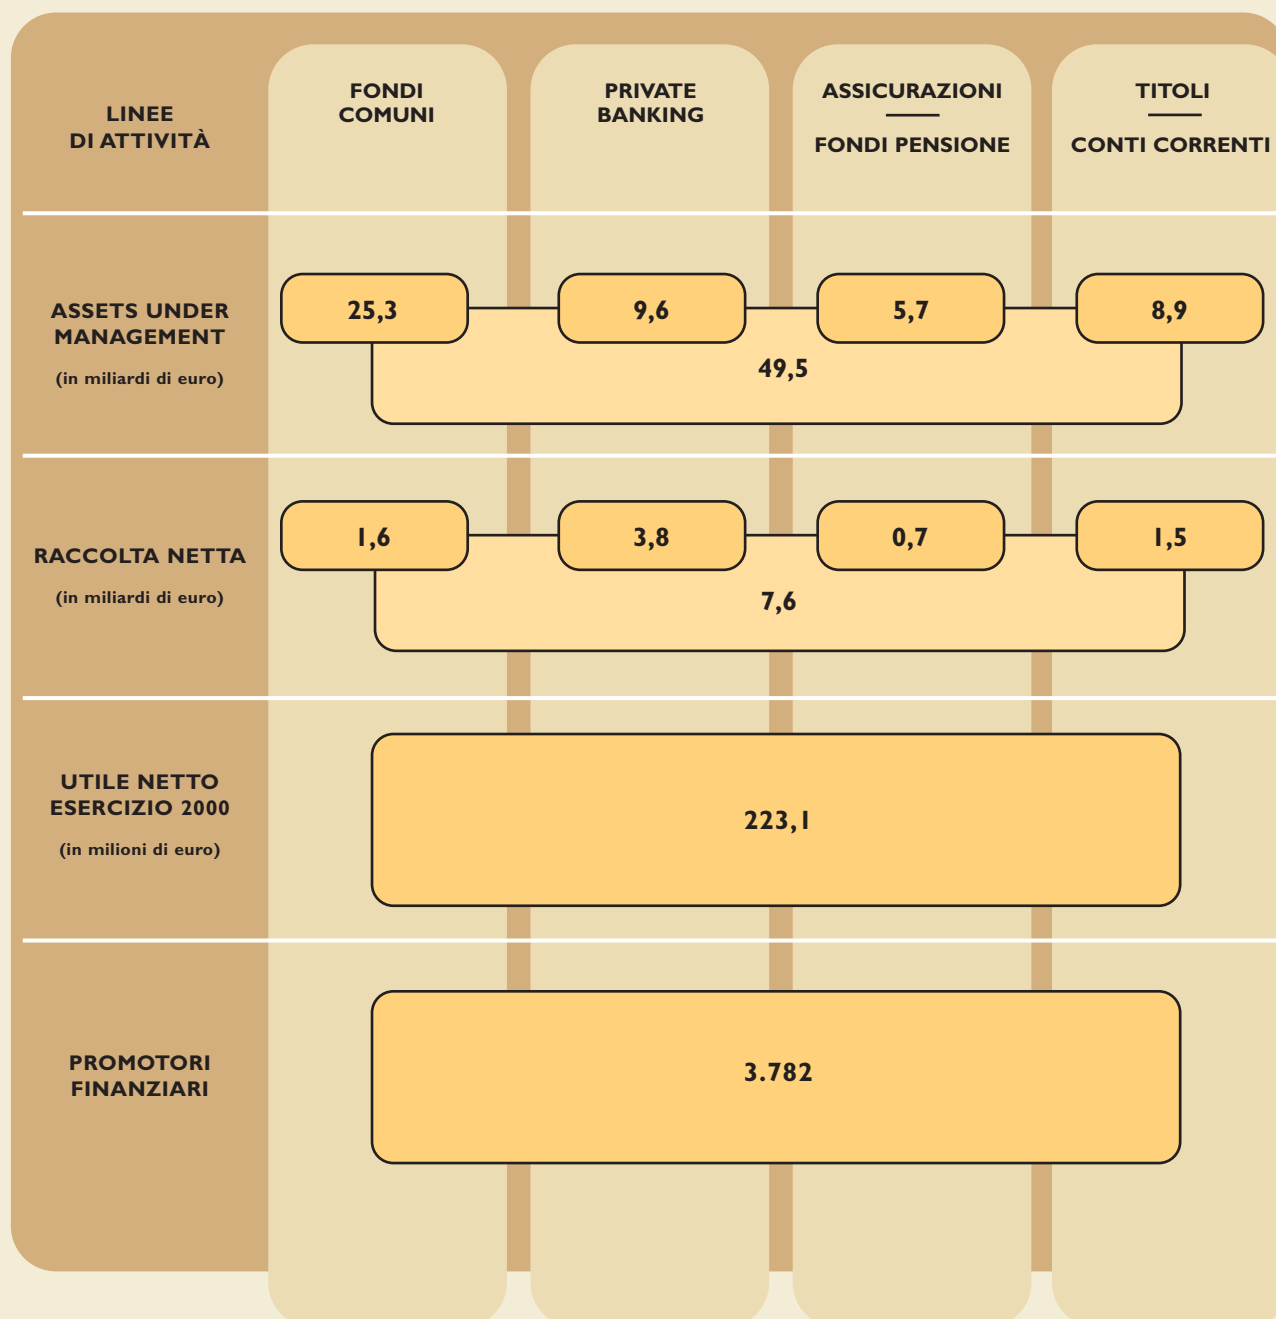 LINEE
DI ATTIVITÀ
FONDI
COMUNI
PRIVATE
BANKING
ASSICURAZIONI
FONDI PENSIONE
TITOLI
CONTI CORRENTI
ASSETS UNDER
MANAGEMENT
(in miliardi di euro)
25,3
9,6
5,7
8,9
49,5
RACCOLTA NETTA
(in miliardi di euro)
1,6
3,8
0,7
1,5
7,6
UTILE NETTO
ESERCIZIO 2000
(in milioni di euro)
223,1
PROMOTORI
FINANZIARI
3.782